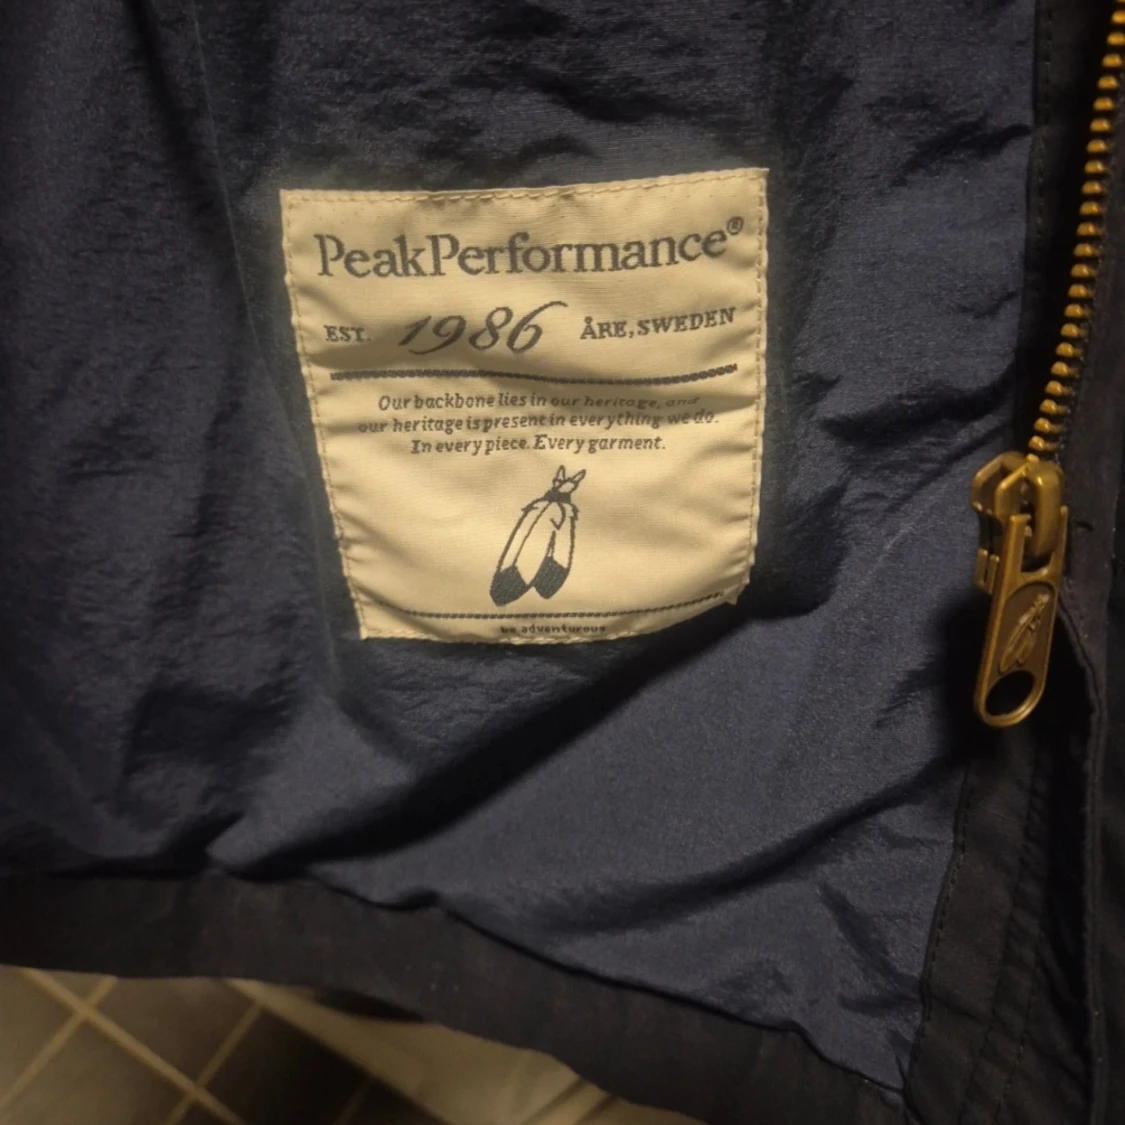 PeakPerformance®
EST. 1986 ÅRE, SWEDEN
Our backbone lies in our heritage, and
our heritage is present in everything we do.
In every piece. Every garment.
be adventurous